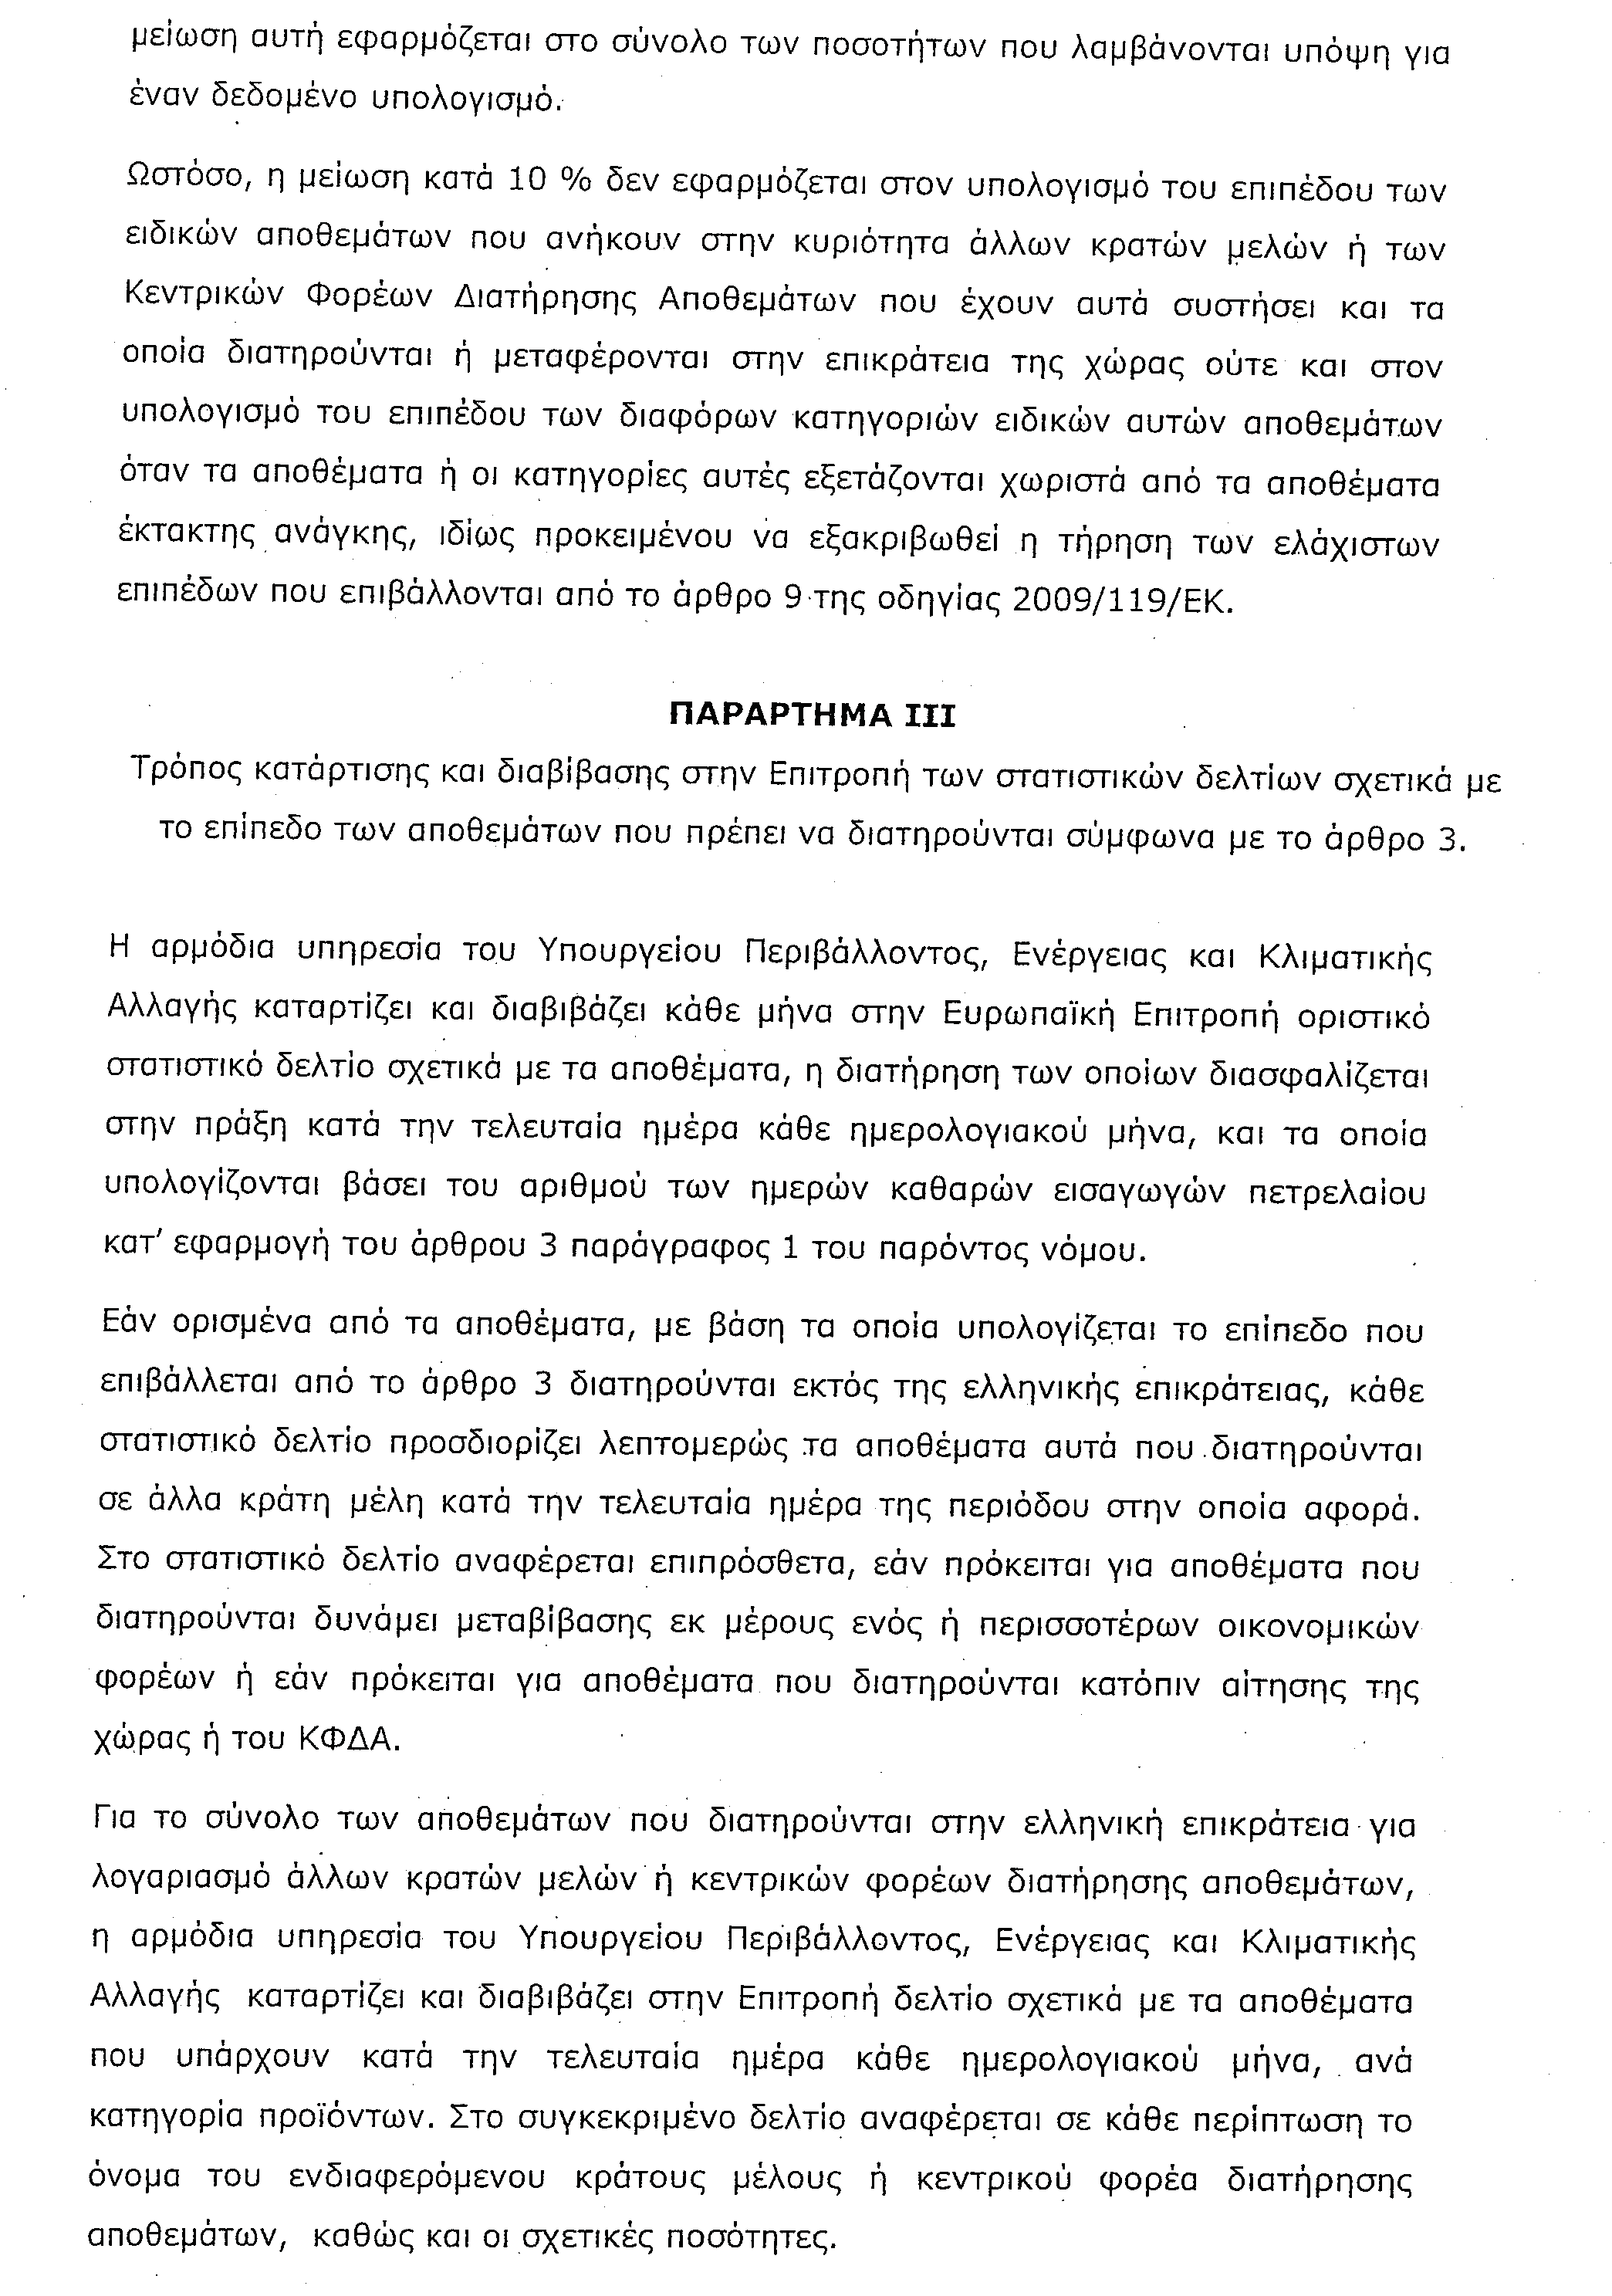 μείωση αυτή εφαρμόζεται στο σύνολο των ποσοτήτων που λαμβάνονται υπόψη για
έναν δεδομένο υπολογισμό.
Ωστόσο, η μείωση κατά 10 % δεν εφαρμόζεται στον υπολογισμό του επιπέδου των
ειδικών αποθεμάτων που ανήκουν στην κυριότητα άλλων κρατών μελών ή των
Κεντρικών Φορέων Διατήρησης Αποθεμάτων που έχουν αυτά συστήσει και τα
οποία διατηρούνται ή μεταφέρονται στην επικράτεια της χώρας ούτε και στον
υπολογισμό του επιπέδου των διαφόρων κατηγοριών ειδικών αυτών αποθεμάτων
όταν τα αποθέματα ή οι κατηγορίες αυτές εξετάζονται χωριστά από τα αποθέματα
έκτακτης ανάγκης, ιδίως προκειμένου να εξακριβωθεί η τήρηση των ελάχιστων
επιπέδων που επιβάλλονται από το άρθρο 9 της οδηγίας 2009/119/ΕΚ.
ΠΑΡΑΡΤΗΜΑ ΙΙΙ
Τρόπος κατάρτισης και διαβίβασης στην Επιτροπή των στατιστικών δελτίων σχετικά με
το επίπεδο των αποθεμάτων που πρέπει να διατηρούνται σύμφωνα με το άρθρο 3.
Η αρμόδια υπηρεσία του Υπουργείου Περιβάλλοντος, Ενέργειας και Κλιματικής
Αλλαγής καταρτίζει και διαβιβάζει κάθε μήνα στην Ευρωπαϊκή Επιτροπή οριστικό
στατιστικό δελτίο σχετικά με τα αποθέματα, η διατήρηση των οποίων διασφαλίζεται
στην πράξη κατά την τελευταία ημέρα κάθε ημερολογιακού μήνα, και τα οποία
υπολογίζονται βάσει του αριθμού των ημερών καθαρών εισαγωγών πετρελαίου
κατ' εφαρμογή του άρθρου 3 παράγραφος 1 του παρόντος νόμου.
Εάν ορισμένα από τα αποθέματα, με βάση τα οποία υπολογίζεται το επίπεδο που
επιβάλλεται από το άρθρο 3 διατηρούνται εκτός της ελληνικής επικράτειας, κάθε
στατιστικό δελτίο προσδιορίζει λεπτομερώς τα αποθέματα αυτά που διατηρούνται
σε άλλα κράτη μέλη κατά την τελευταία ημέρα της περιόδου στην οποία αφορά.
Στο στατιστικό δελτίο αναφέρεται επιπρόσθετα, εάν πρόκειται για αποθέματα που
διατηρούνται δυνάμει μεταβίβασης εκ μέρους ενός ή περισσοτέρων οικονομικών
φορέων ή εάν πρόκειται για αποθέματα που διατηρούνται κατόπιν αίτησης της
χώρας ή του ΚΦΔΑ.
Για το σύνολο των αποθεμάτων που διατηρούνται στην ελληνική επικράτεια για
λογαριασμό άλλων κρατών μελών ή κεντρικών φορέων διατήρησης αποθεμάτων,
η αρμόδια υπηρεσία του Υπουργείου Περιβάλλοντος, Ενέργειας και Κλιματικής
Αλλαγής καταρτίζει και διαβιβάζει στην Επιτροπή δελτίο σχετικά με τα αποθέματα
που υπάρχουν κατά την τελευταία ημέρα κάθε ημερολογιακού μήνα, ανά
κατηγορία προϊόντων. Στο συγκεκριμένο δελτίο αναφέρεται σε κάθε περίπτωση το
όνομα του ενδιαφερόμενου κράτους μέλους ή κεντρικού φορέα διατήρησης
αποθεμάτων, καθώς και οι σχετικές ποσότητες.